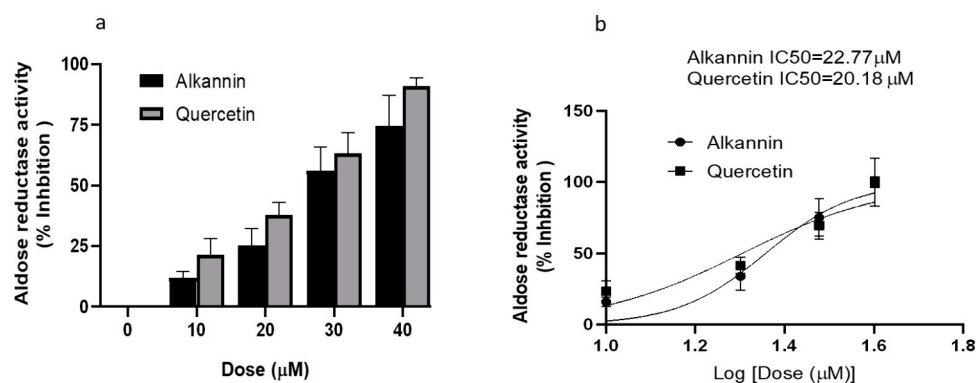 a
Aldose reductase activity
(% Inhbition )
100
75
50
25
0
Alkannin
Quercetin
0 10 20 30 40
Dose (μM)
b
Alkannin IC50=22.77μM
Quercetin IC50=20.18 μM
Aldose reductase activity
(% Inhbition )
150
100
50
0
Alkannin
Quercetin
1.0 1.2 1.4 1.6 1.8
Log [Dose (μM)]